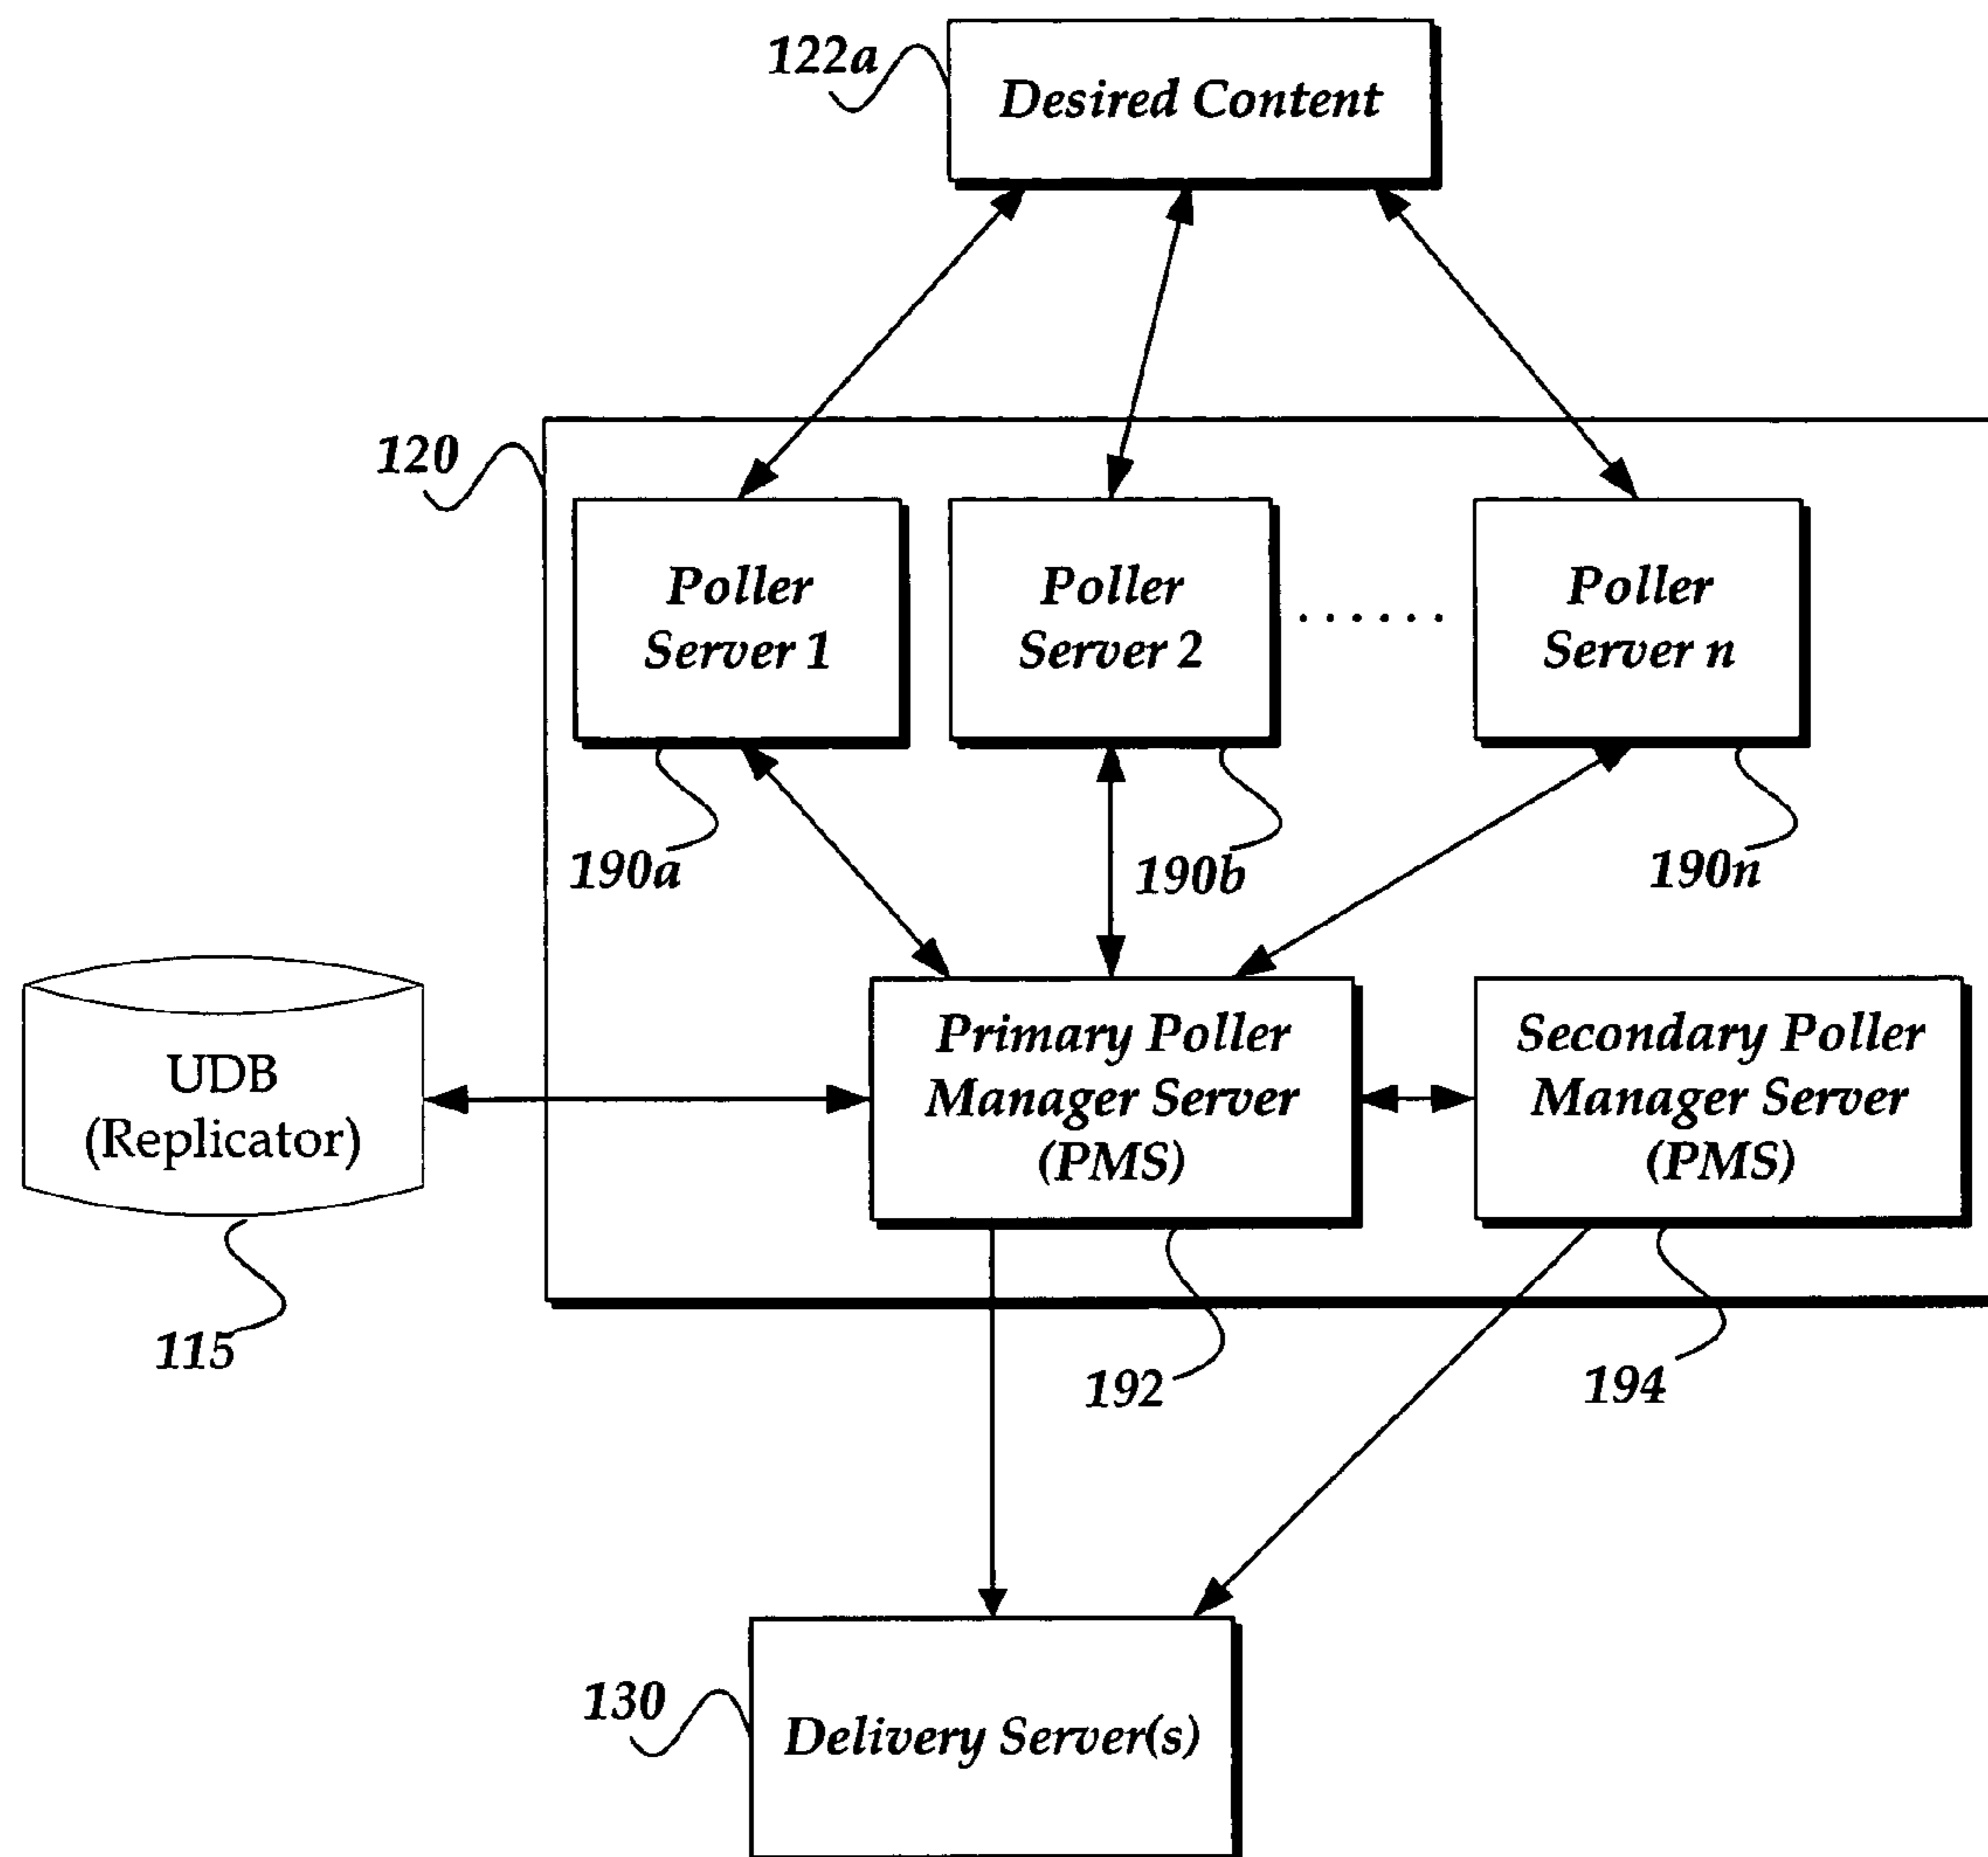 122a
Desired Content
120
Poller
Server 1
Poller
Server 2
......
Poller
Server n
190a
190b
190n
UDB
(Replicator)
Primary Poller
Manager Server
(PMS)
Secondary Poller
Manager Server
(PMS)
115
192
194
130
Delivery Server(s)